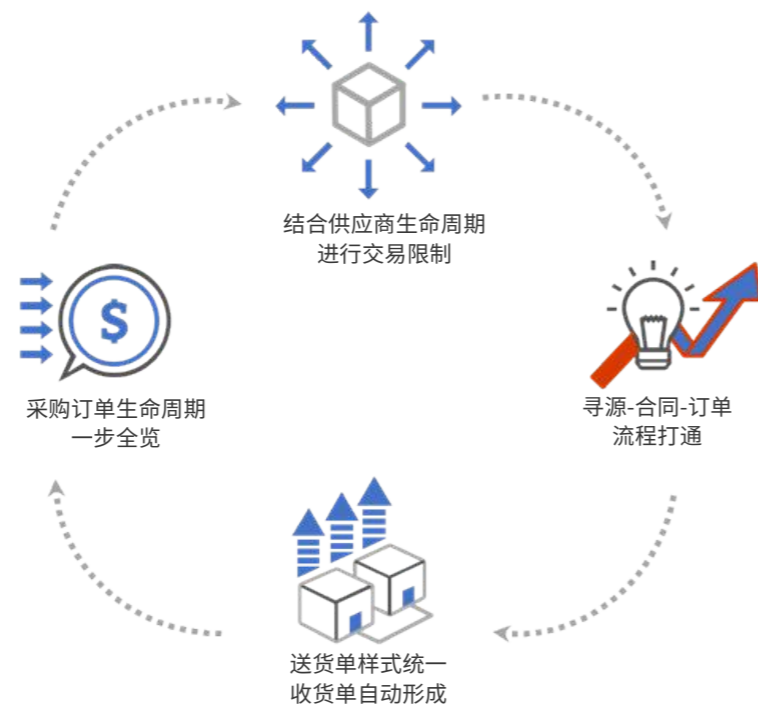 结合供应商生命周期
进行交易限制
$
采购订单生命周期
一步全览
寻源-合同-订单
流程打通
送货单样式统一
收货单自动形成